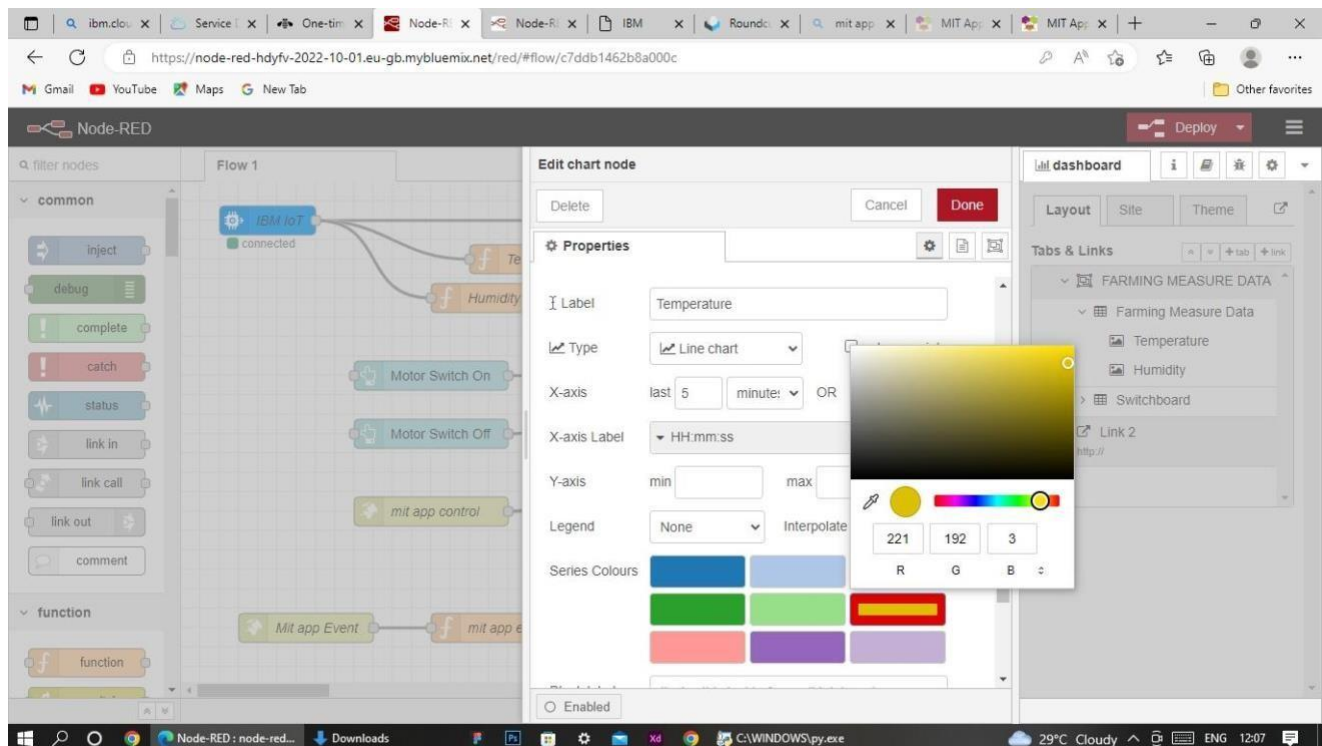 ibm.clou
Service
One-tim
Node-R
Node-R
IBM
Roundc
mit app
MIT App
MIT App
https://node-red-hdyfv-2022-10-01.eu-gb.mybluemix.net/red/#flow/c7ddb1462b8a000c
Gmail YouTube Maps New Tab Other favorites
Node-RED Deploy
filter nodes
Flow 1
common
inject
debug
complete
catch
status
link in
link call
link out
comment
function
function
IBM IoT
connected
Te
Humidity
Motor Switch On
Motor Switch Off
mit app control
Mit app Event
mit app e
Edit chart node
Delete Cancel Done
Properties
Label Temperature
Type Line chart
X-axis last 5 minutes OR
X-axis Label HH:mm:ss
Y-axis min max
Legend None Interpolate
Series Colours
221 192 3
R G B
Enabled
dashboard
Layout Site Theme
Tabs & Links +tab +link
FARMING MEASURE DATA
Farming Measure Data
Temperature
Humidity
Switchboard
Link 2
http://
Node-RED : node-red... Downloads C:\WINDOWS\py.exe 29°C Cloudy ENG 12:07